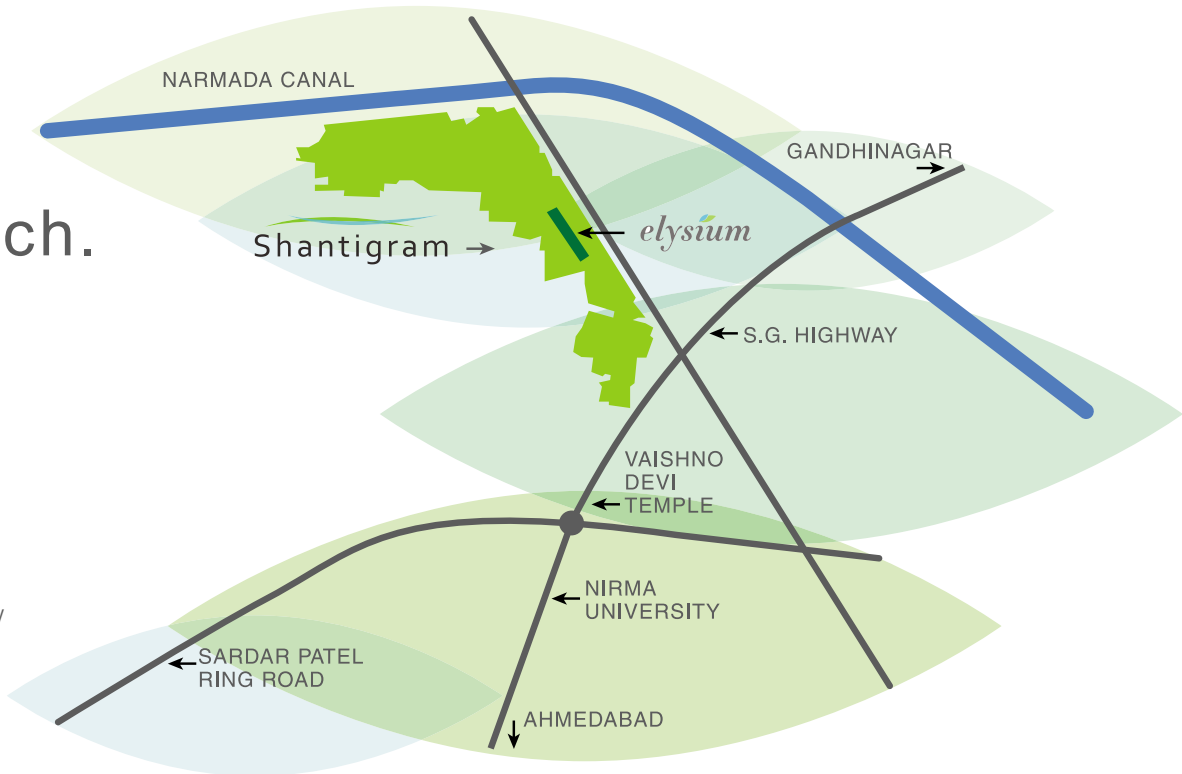 NARMADA CANAL
GANDHINAGAR
ch.
Shantigram
elysium
S.G. HIGHWAY
VAISHNO
DEVI
TEMPLE
NIRMA
UNIVERSITY
SARDAR PATEL
RING ROAD
AHMEDABAD